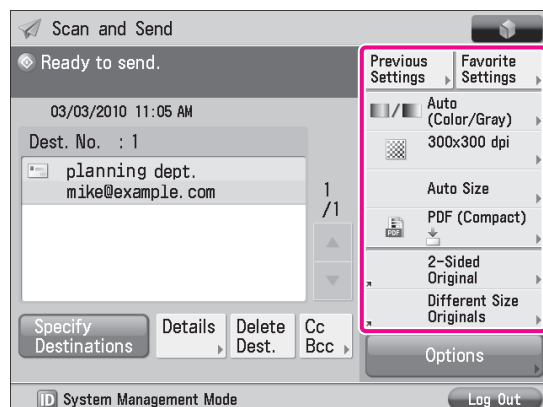 Scan and Send
Ready to send.
03/03/2010 11:05 AM
Dest. No. : 1
planning dept.
mike@example.com
1
/1
Specify
Destinations
Details
Delete
Dest.
Cc
Bcc
Previous
Settings
Favorite
Settings
Auto
(Color/Gray)
300x300 dpi
Auto Size
PDF (Compact)
PDF
2-Sided
Original
Different Size
Originals
Options
ID System Management Mode
Log Out